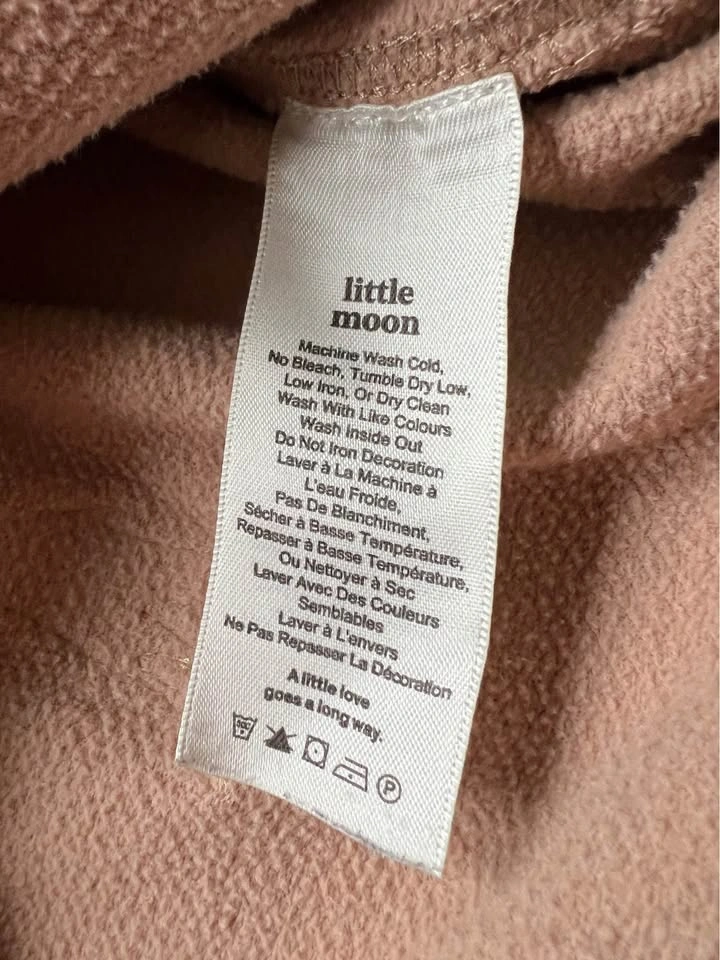 little
moon
Machine Wash Cold,
No Bleach, Tumble Dry Low,
Low Iron, Or Dry Clean
Wash With Like Colours
Wash Inside Out
Do Not Iron Decoration
Laver à La Machine à
L'eau Froide,
Pas De Blanchiment,
Sécher à Basse Température,
Repasser à Basse Température,
Ou Nettoyer à Sec
Laver Avec Des Couleurs
Semblables
Laver à L'envers
Ne Pas Repasser La Décoration
A little love
goes a long way.
P